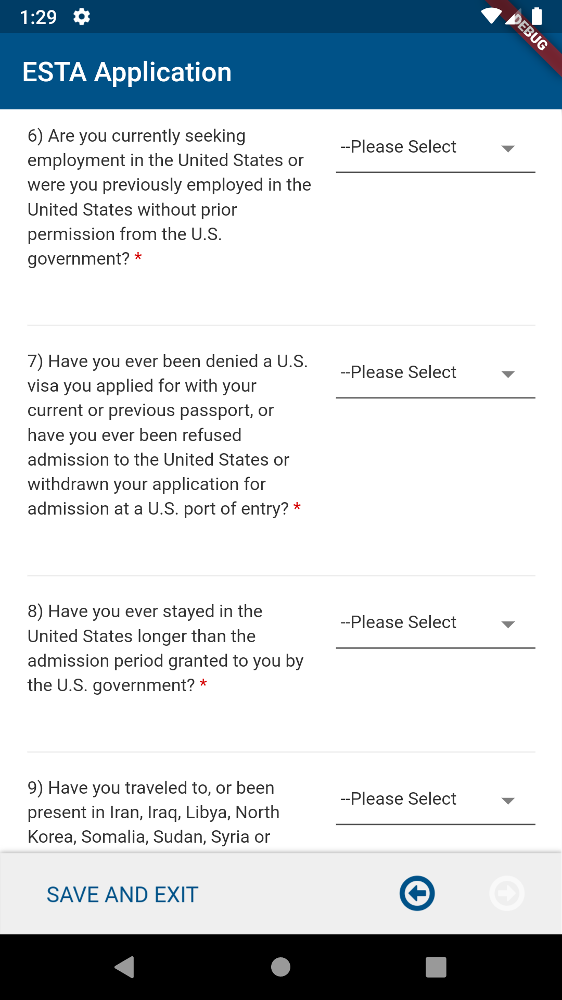 1:29
DEBUG
ESTA Application
6) Are you currently seeking
employment in the United States or
were you previously employed in the
United States without prior
permission from the U.S.
government? *
--Please Select
7) Have you ever been denied a U.S.
visa you applied for with your
current or previous passport, or
have you ever been refused
admission to the United States or
withdrawn your application for
admission at a U.S. port of entry? *
--Please Select
8) Have you ever stayed in the
United States longer than the
admission period granted to you by
the U.S. government? *
--Please Select
9) Have you traveled to, or been
present in Iran, Iraq, Libya, North
Korea, Somalia, Sudan, Syria or
--Please Select
SAVE AND EXIT